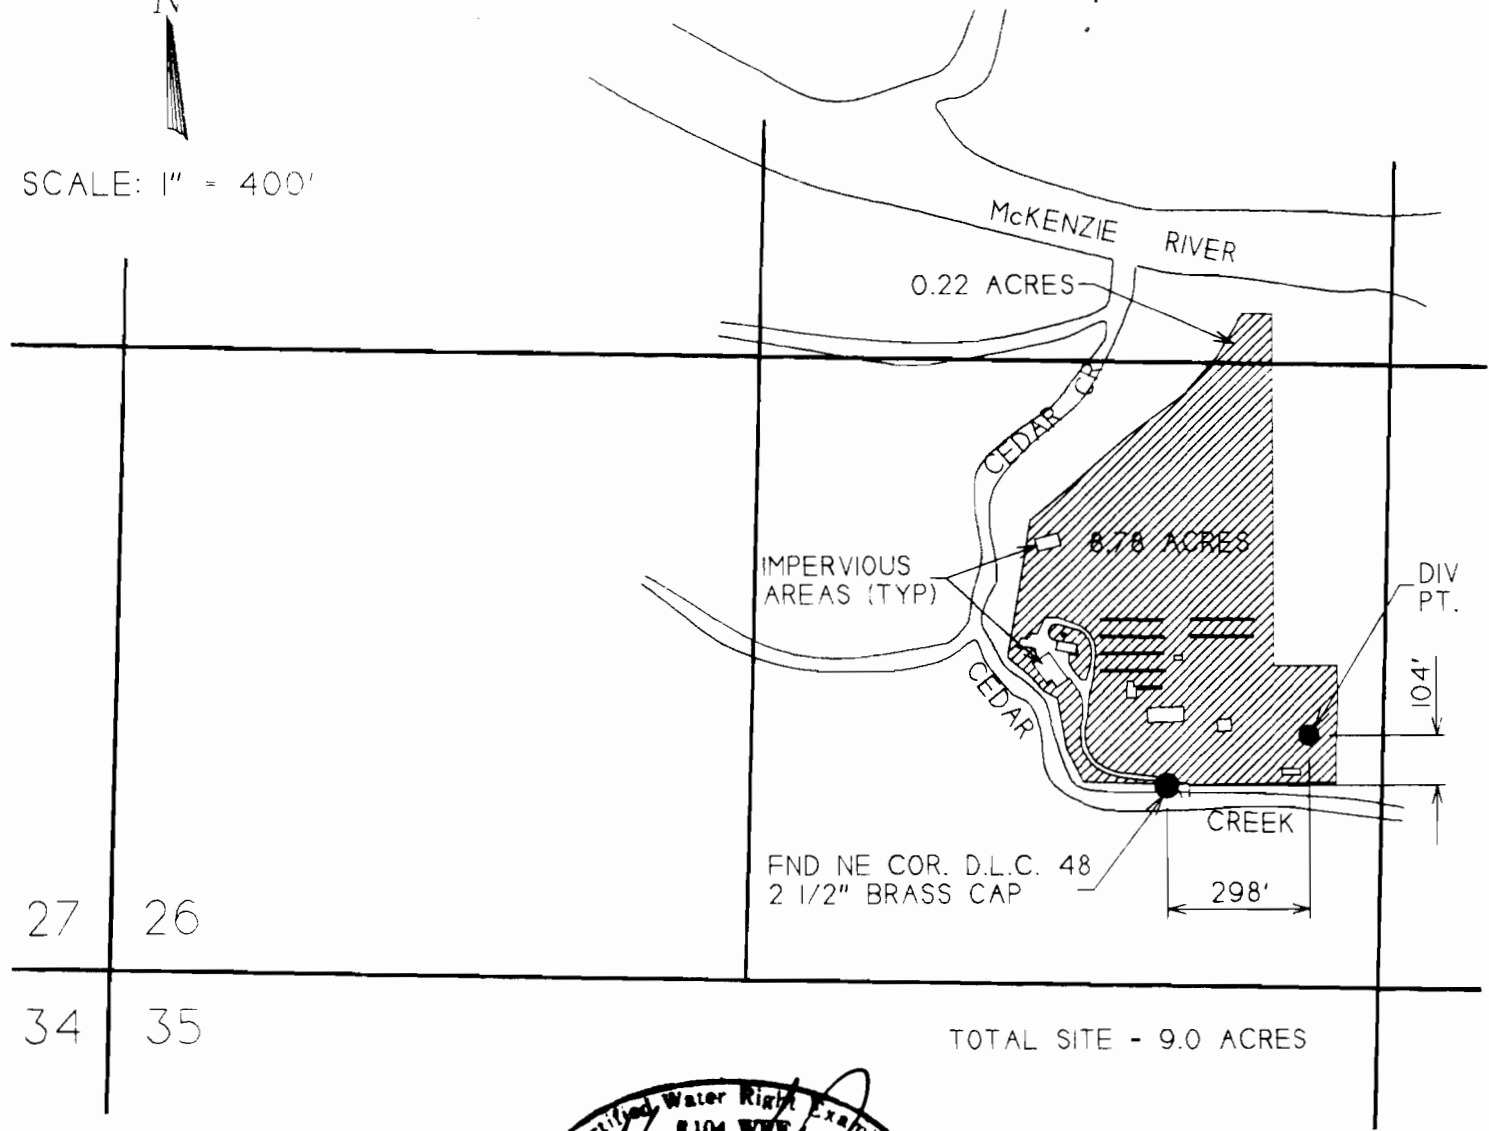 N
SCALE: 1" = 400'
McKENZIE RIVER
0.22 ACRES
CEDAR CR
8.78 ACRES
IMPERVIOUS
AREAS (TYP)
DIV
PT.
104'
CEDAR
CREEK
FND NE COR. D.L.C. 48
2 1/2" BRASS CAP
298'
27 26
34 35
TOTAL SITE - 9.0 ACRES
Water Right